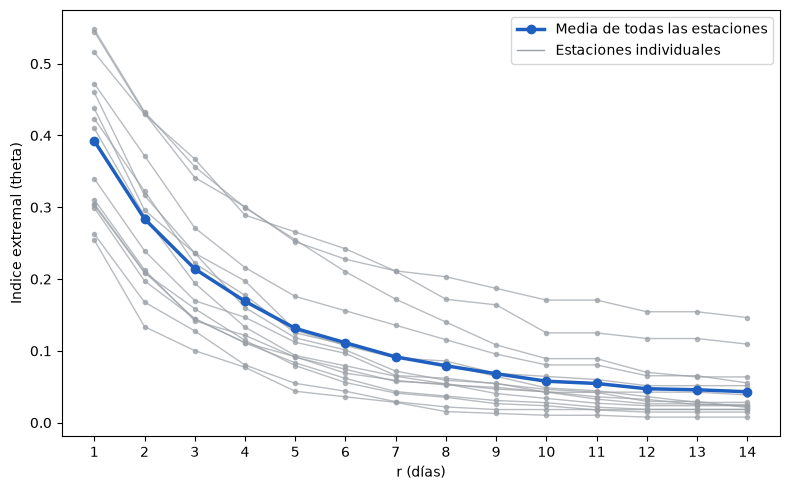 Media de todas las estaciones
Estaciones individuales
Indice extremal (theta)
0.5
0.4
0.3
0.2
0.1
0.0
1 2 3 4 5 6 7 8 9 10 11 12 13 14
r (días)